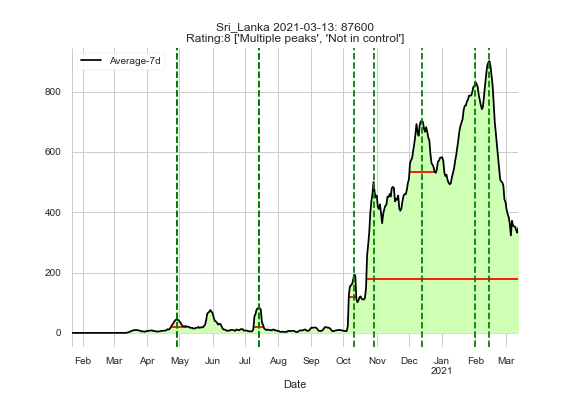 Sri_Lanka 2021-03-13: 87600
Rating:8 ['Multiple peaks', 'Not in control']
Average-7d
800
600
400
200
0
Feb Mar Apr May Jun Jul Aug Sep Oct Nov Dec Jan Feb Mar
2021
Date